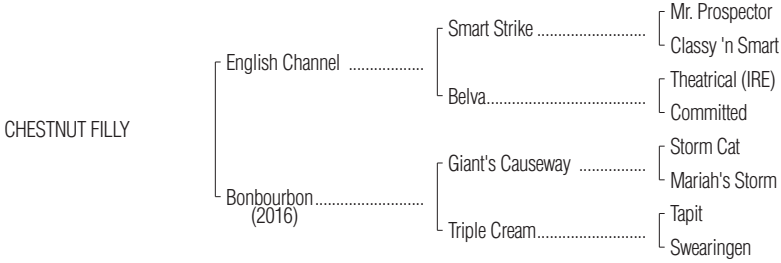 Mr. Prospector
Smart Strike ..........................
Classy 'n Smart
English Channel ..................
Theatrical (IRE)
Belva......................................
Committed
CHESTNUT FILLY
Storm Cat
Giant's Causeway ................
Mariah's Storm
Bonbourbon..........................
(2016)
Tapit
Triple Cream..........................
Swearingen